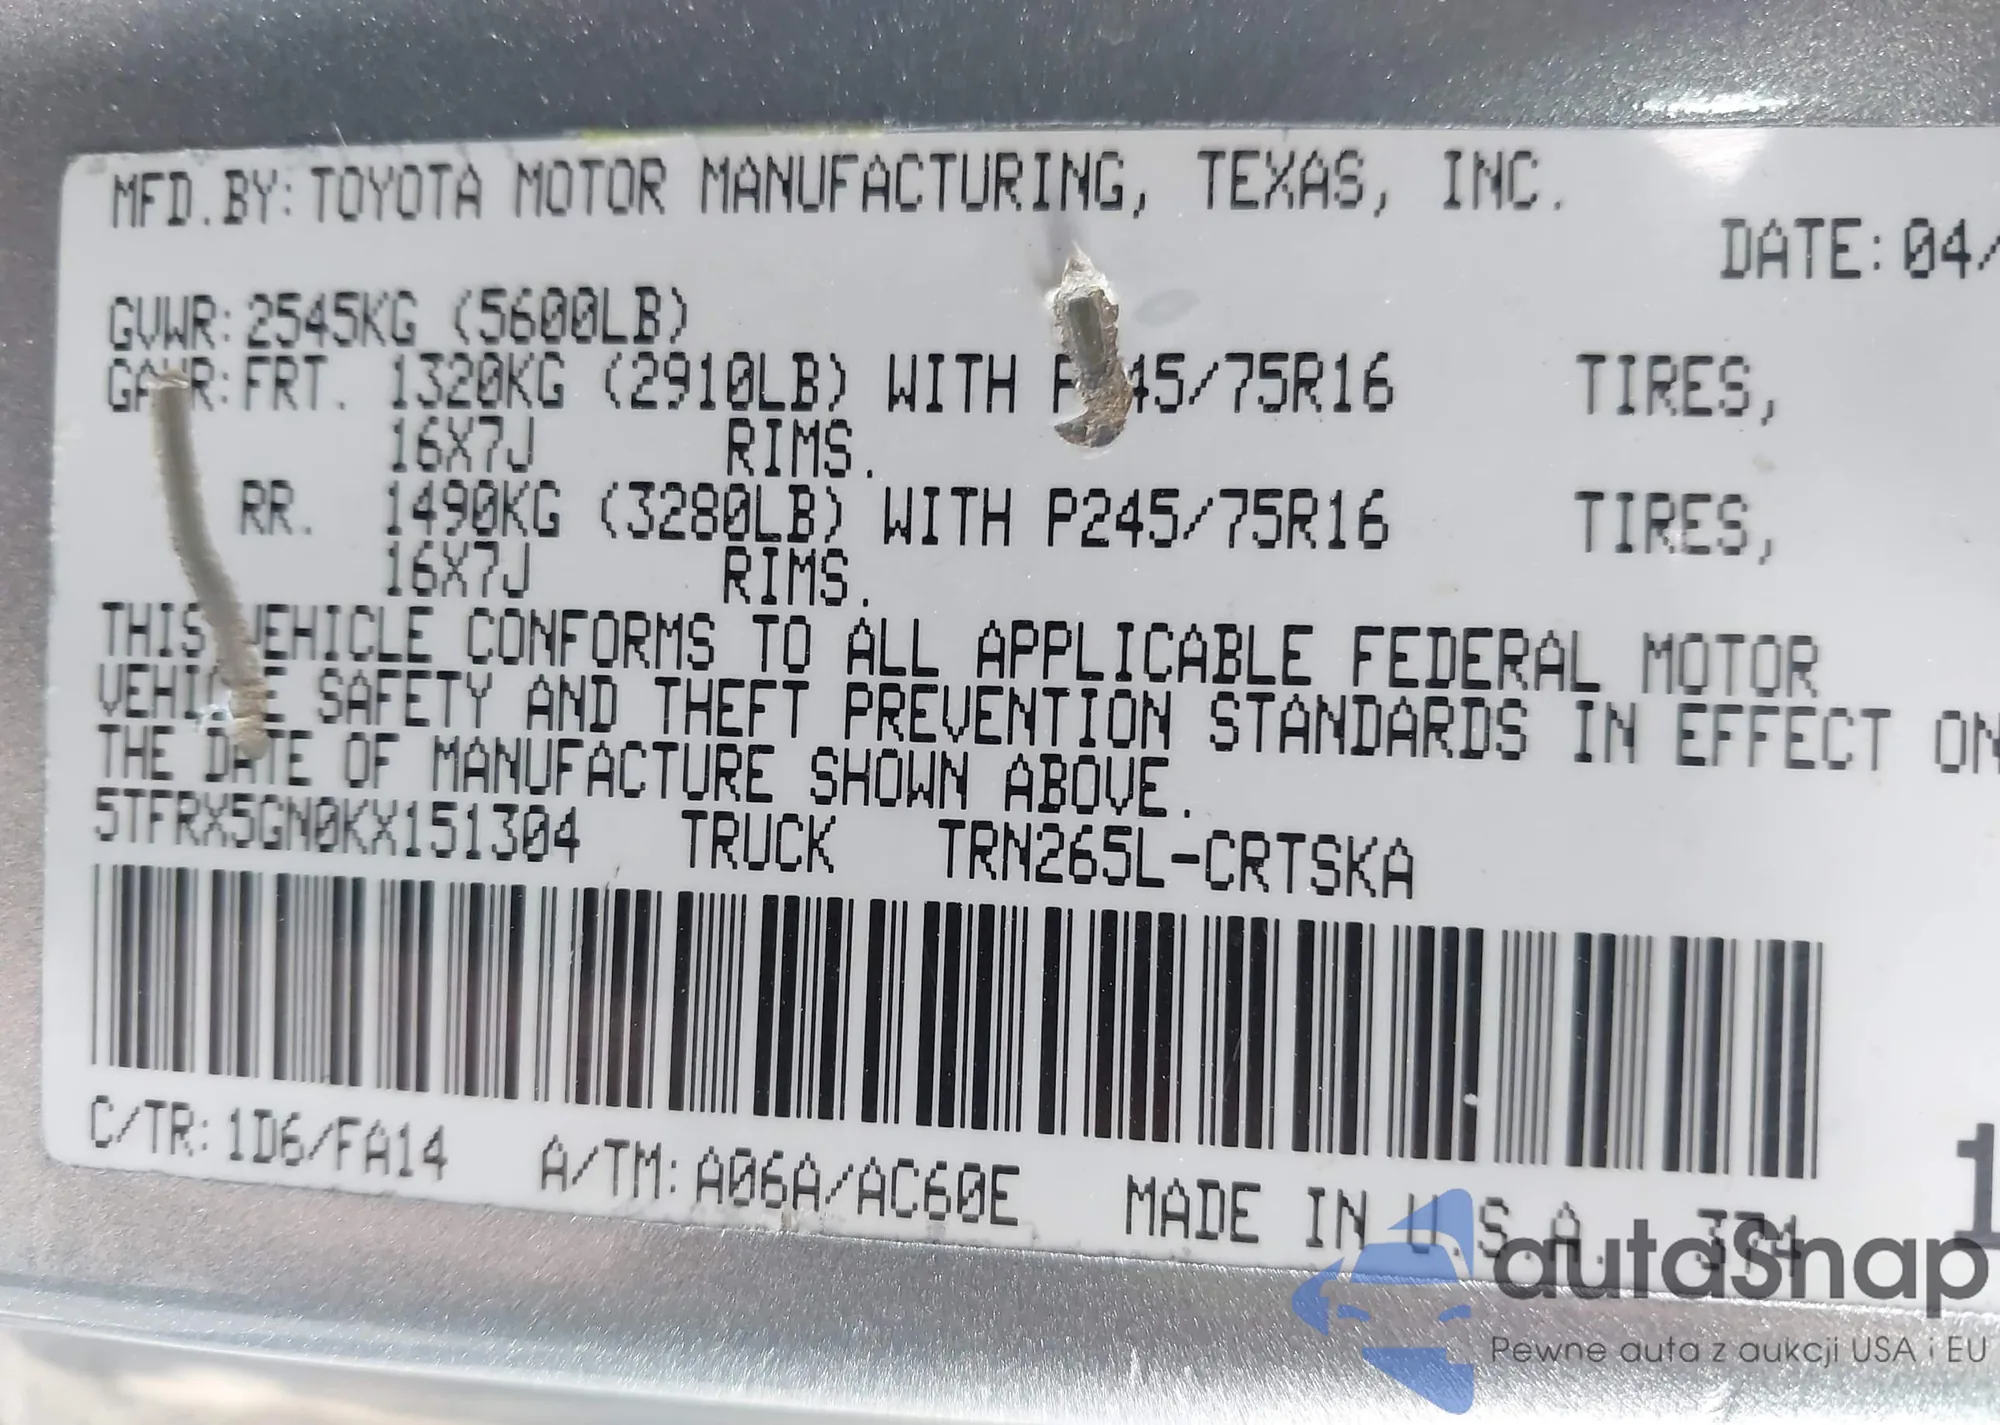 MFD.BY: TOYOTA MOTOR MANUFACTURING, TEXAS, INC.
DATE: 04/
GVWR: 2545KG (5600LB)
GAWR: FRT. 1320KG (2910LB) WITH P245/75R16 TIRES,
16X7J RIMS.
RR. 1490KG (3280LB) WITH P245/75R16 TIRES,
16X7J RIMS.
THIS VEHICLE CONFORMS TO ALL APPLICABLE FEDERAL MOTOR
VEHICLE SAFETY AND THEFT PREVENTION STANDARDS IN EFFECT ON
THE DATE OF MANUFACTURE SHOWN ABOVE.
5TFRX5GN0KX151304 TRUCK TRN265L-CRTSKA
C/TR: 1D6/FA14 A/TM: A06A/AC60E MADE IN U.S.A. 374
1
autoSnap
Pewne auta z aukcji USA i EU